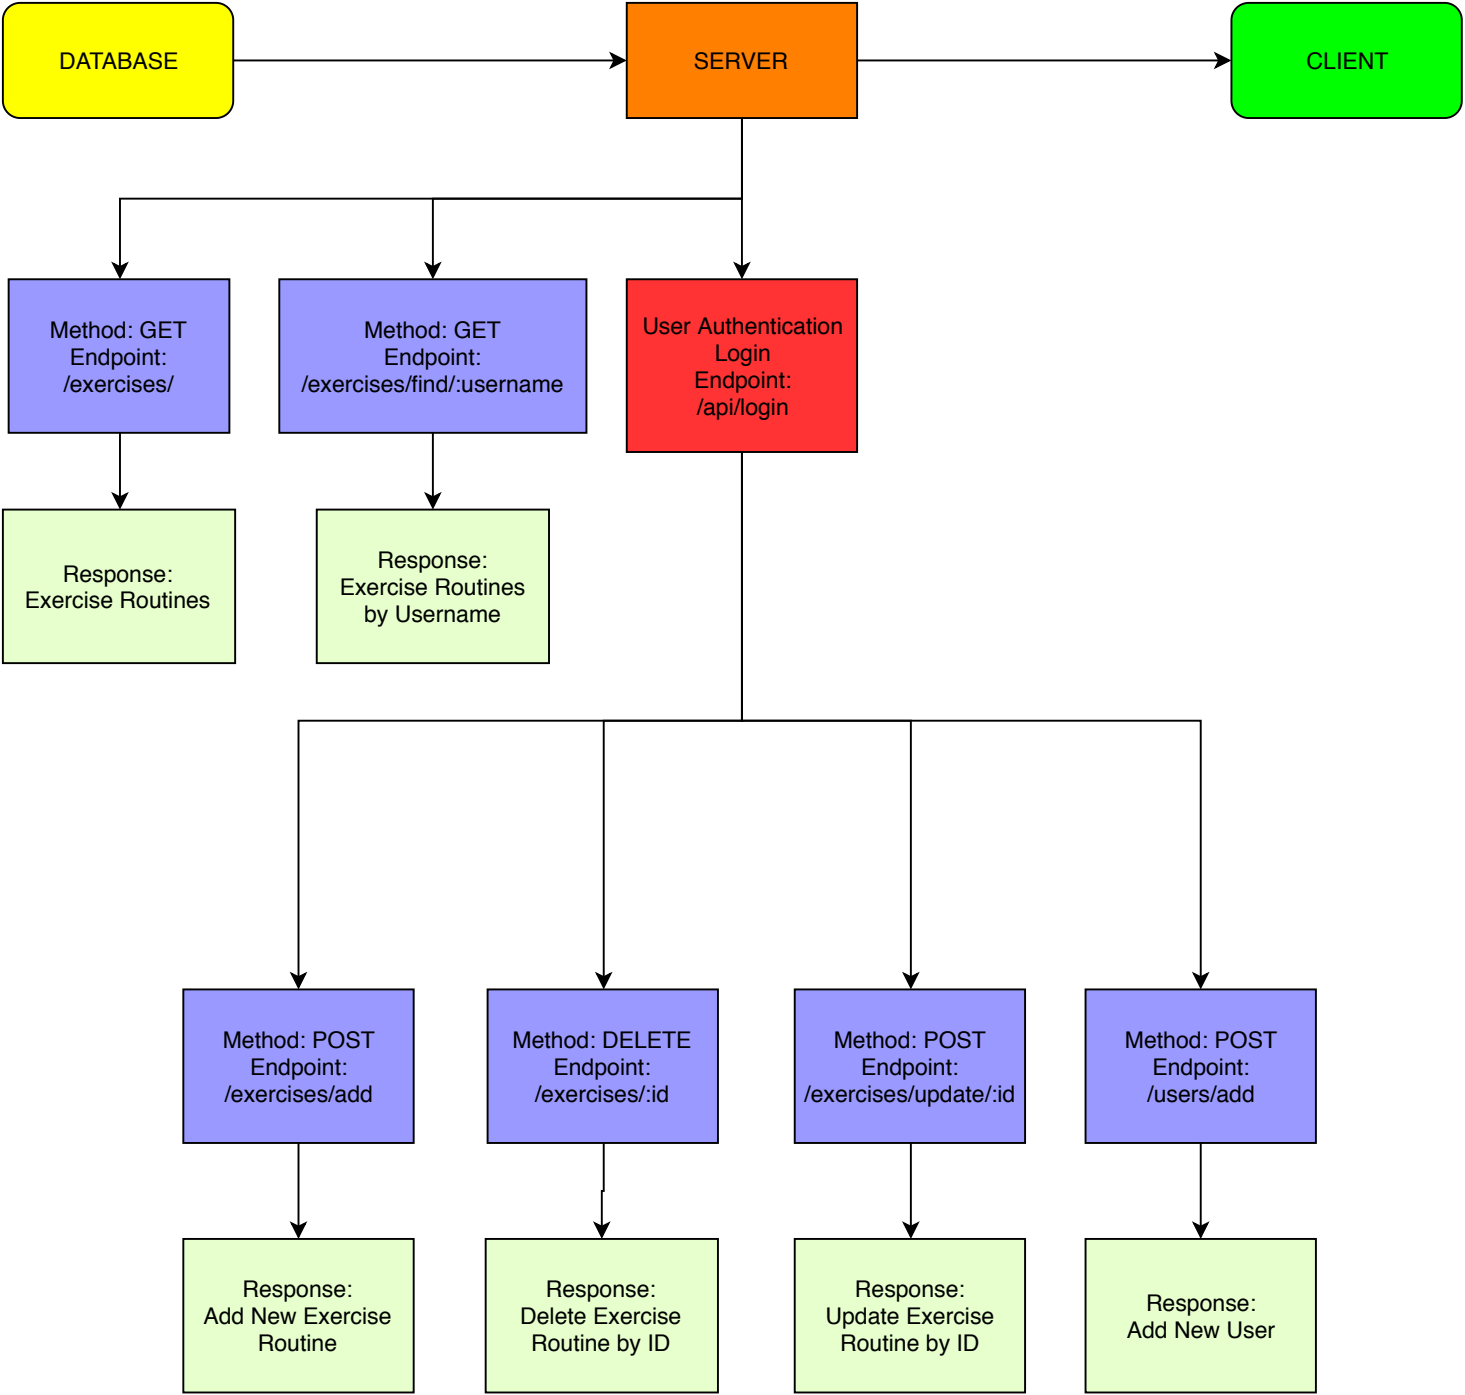 DATABASE
SERVER
CLIENT
Method: GET
Endpoint:
/exercises/
Method: GET
Endpoint:
/exercises/find/:username
User Authentication
Login
Endpoint:
/api/login
Response:
Exercise Routines
Response:
Exercise Routines
by Username
Method: POST
Endpoint:
/exercises/add
Method: DELETE
Endpoint:
/exercises/:id
Method: POST
Endpoint:
/exercises/update/:id
Method: POST
Endpoint:
/users/add
Response:
Add New Exercise
Routine
Response:
Delete Exercise
Routine by ID
Response:
Update Exercise
Routine by ID
Response:
Add New User